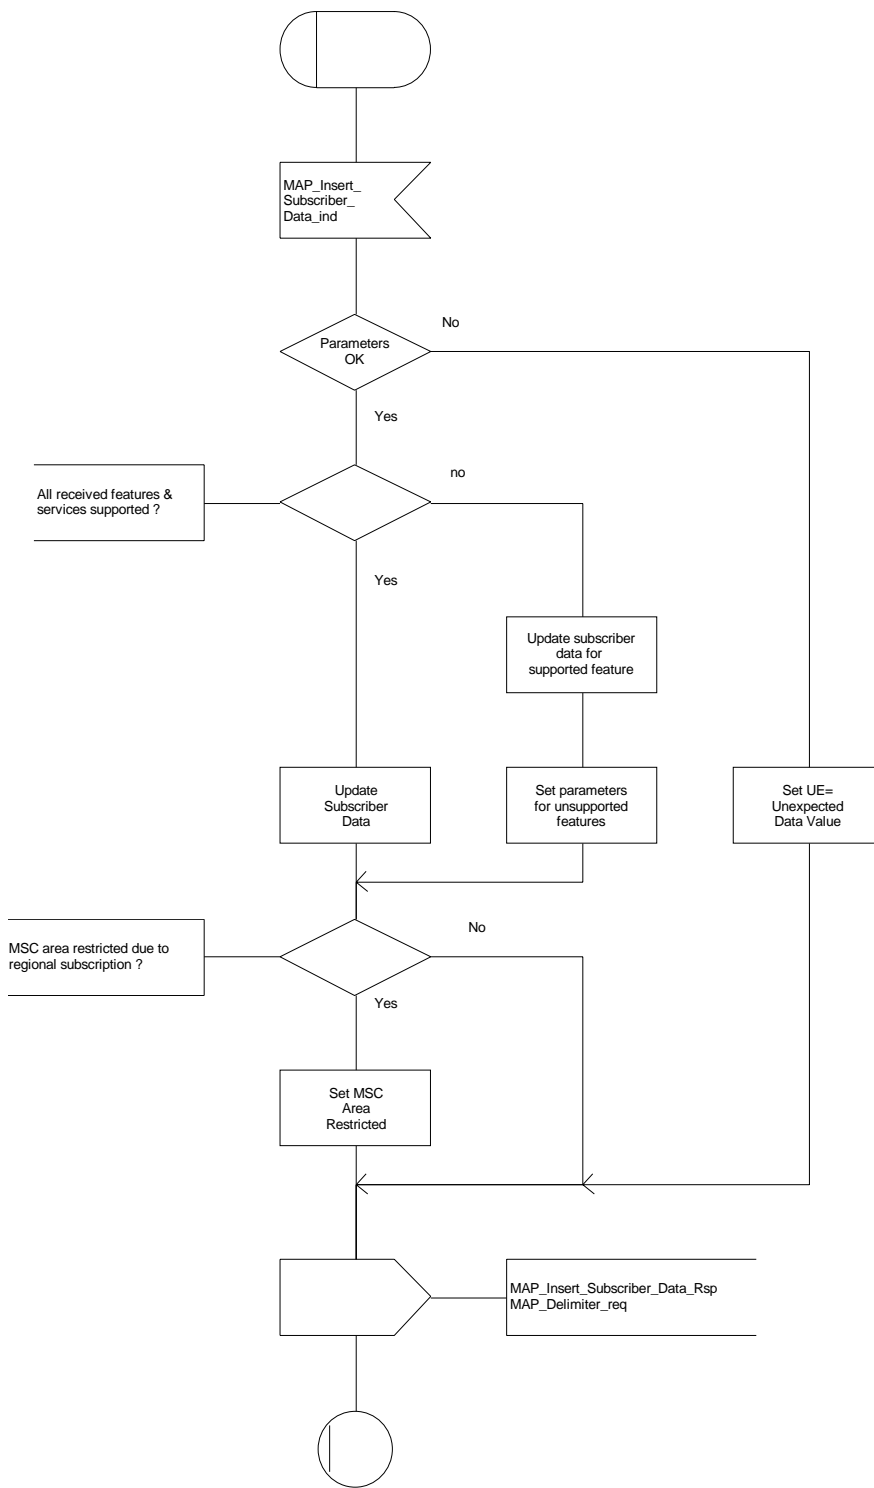 MAP_Insert_
Subscriber_
Data_ind
No
Parameters
OK
Yes
no
All received features &
services supported ?
Yes
Update subscriber
data for
supported feature
Update
Subscriber
Data
Set parameters
for unsupported
features
Set UE=
Unexpected
Data Value
No
MSC area restricted due to
regional subscription ?
Yes
Set MSC
Area
Restricted
MAP_Insert_Subscriber_Data_Rsp
MAP_Delimiter_req